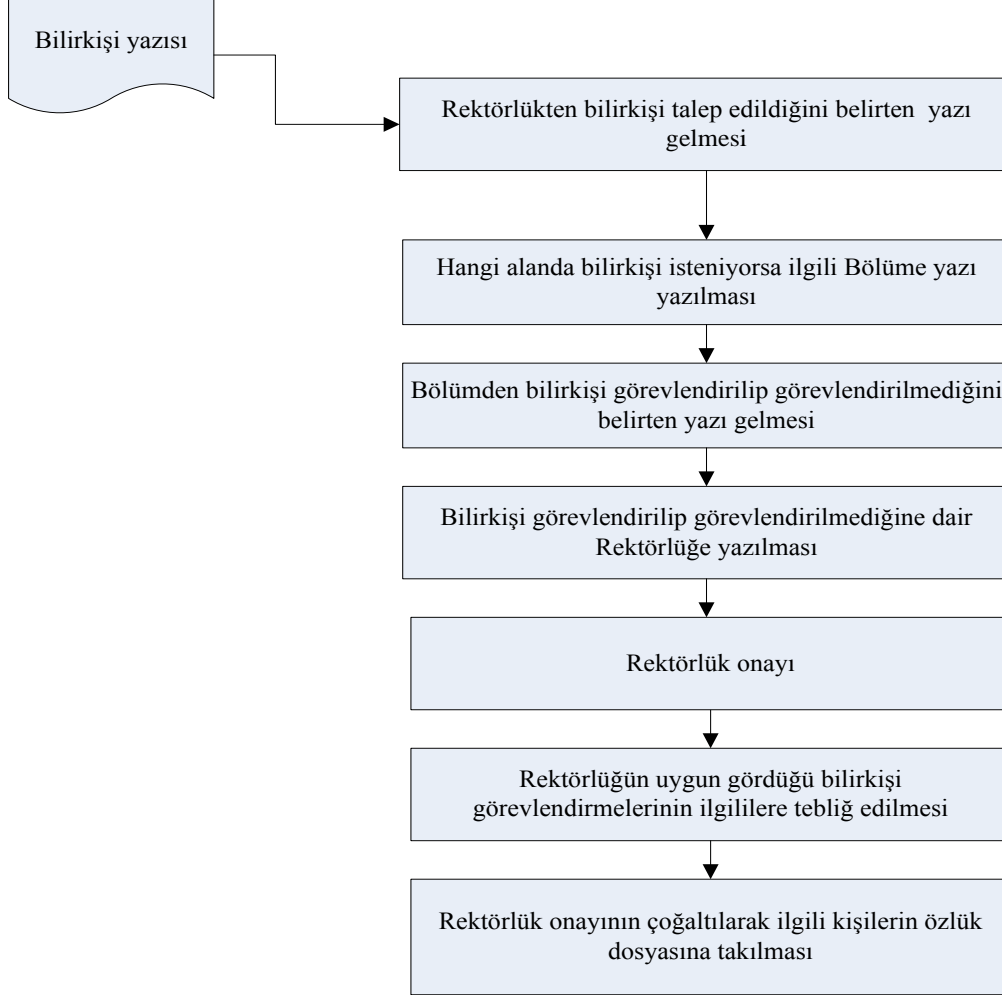 Bilirkişi yazısı
Rektörlükten bilirkişi talep edildiğini belirten yazı
gelmesi
Hangi alanda bilirkişi isteniyorsa ilgili Bölüme yazı
yazılması
Bölümden bilirkişi görevlendirilip görevlendirilmediğini
belirten yazı gelmesi
Bilirkişi görevlendirilip görevlendirilmediğine dair
Rektörlüğe yazılması
Rektörlük onayı
Rektörlüğün uygun gördüğü bilirkişi
görevlendirmelerinin ilgililere tebliğ edilmesi
Rektörlük onayının çoğaltılarak ilgili kişilerin özlük
dosyasına takılması